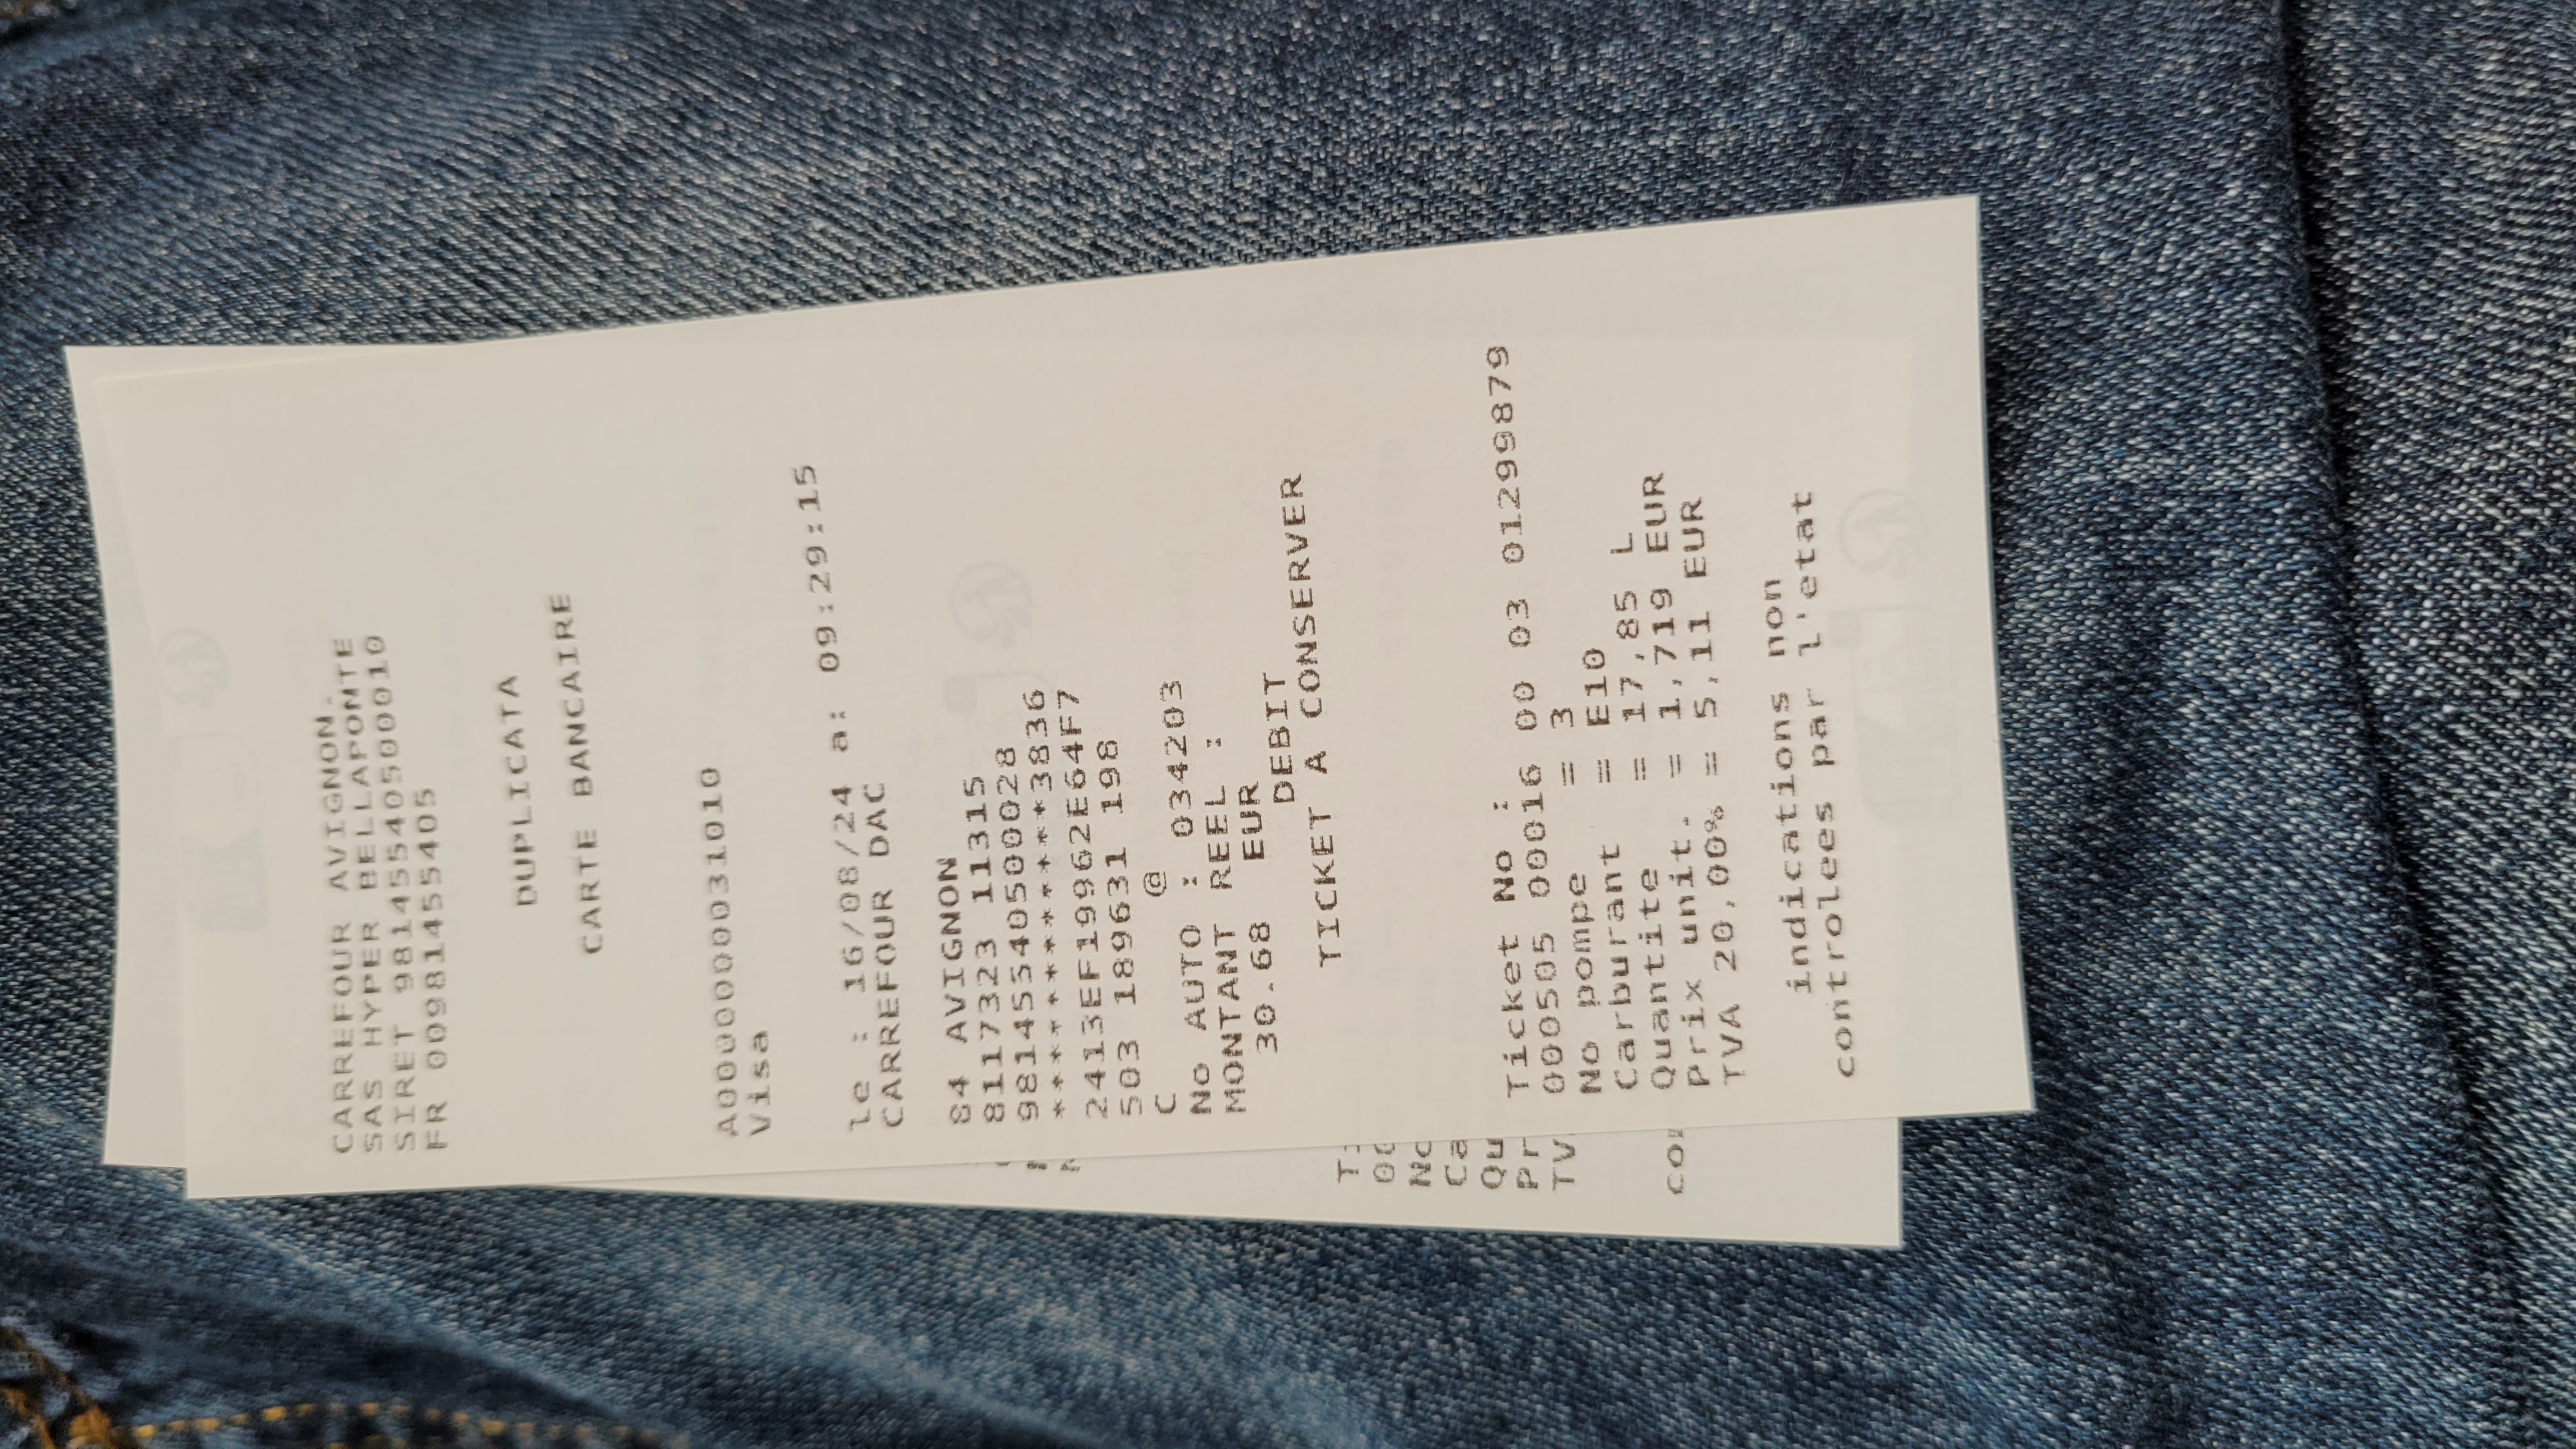 CARREFOUR AVIGNON.
SAS HYPER BELLAPONTE
SIRET 98145540500010
FR 00981455405
DUPLICATA
CARTE BANCAIRE
A0000000031010
Visa
le : 16/08/24 a: 09:29:15
CARREFOUR DAC
84 AVIGNON
8117323 11315
98145540500028
***************3836
2413EF19962E64F7
503 189631 198
C @
No AUTO : 034203
MONTANT REEL :
30.68 EUR
DEBIT
TICKET A CONSERVER
Ticket No :
000505 00016 00 03 012999879
No pompe = 3
Carburant = E10
Quantite = 17,85 L
Prix unit. = 1,719 EUR
TVA 20,00% = 5,11 EUR
indications non
controlees par l'etat